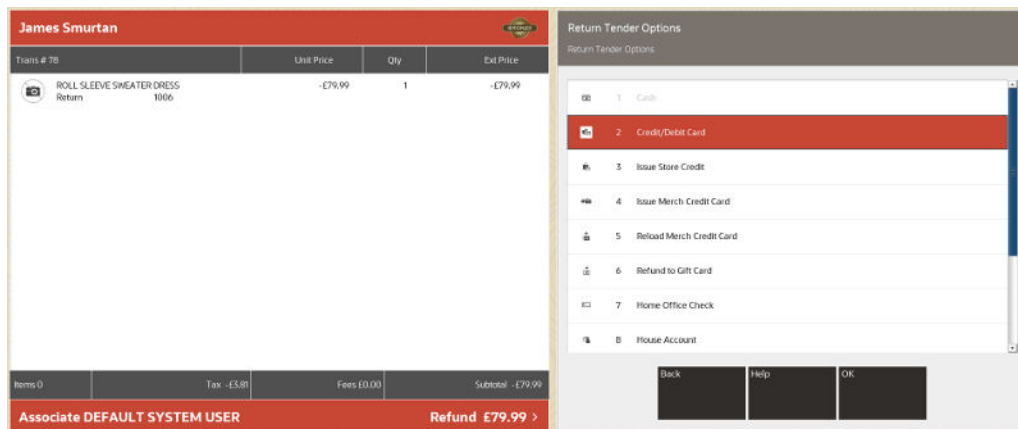 James Smurtan
BRONZE
Trans # 78 Unit Price Qty Ext Price
ROLL SLEEVE SWEATER DRESS -£79.99 1 -£79.99
Return 1006
Items 0 Tax -£3.81 Fees £0.00 Subtotal -£79.99
Associate DEFAULT SYSTEM USER Refund £79.99 >
Return Tender Options
Return Tender Options
1 Cash
2 Credit/Debit Card
3 Issue Store Credit
4 Issue Merch Credit Card
5 Reload Merch Credit Card
6 Refund to Gift Card
7 Home Office Check
8 House Account
Back Help OK